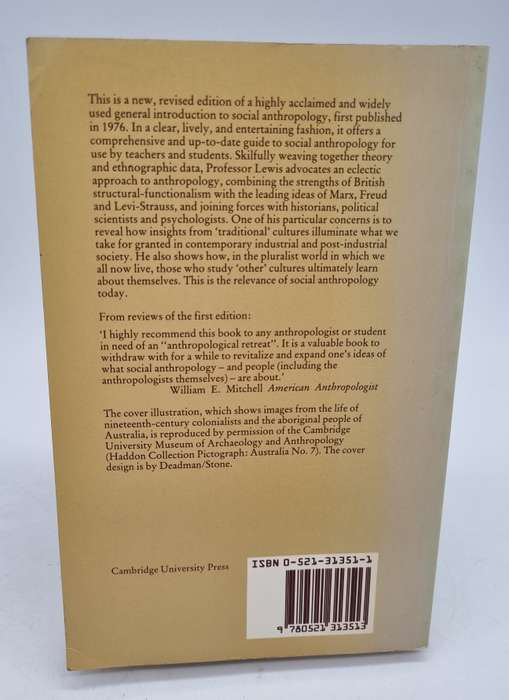 This is a new, revised edition of a highly acclaimed and widely
used general introduction to social anthropology, first published
in 1976. In a clear, lively, and entertaining fashion, it offers a
comprehensive and up-to-date guide to social anthropology for
use by teachers and students. Skilfully weaving together theory
and ethnographic data, Professor Lewis advocates an eclectic
approach to anthropology, combining the strengths of British
structural-functionalism with the leading ideas of Marx, Freud
and Levi-Strauss, and joining forces with historians, political
scientists and psychologists. One of his particular concerns is to
reveal how insights from 'traditional' cultures illuminate what we
take for granted in contemporary industrial and post-industrial
society. He also shows how, in the pluralist world in which we
all now live, those who study 'other' cultures ultimately learn
about themselves. This is the relevance of social anthropology
today.
From reviews of the first edition:
'I highly recommend this book to any anthropologist or student
in need of an "anthropological retreat". It is a valuable book to
withdraw with for a while to revitalize and expand one's ideas of
what social anthropology – and people (including the
anthropologists themselves) – are about.'
William E. Mitchell American Anthropologist
The cover illustration, which shows images from the life of
nineteenth-century colonialists and the aboriginal people of
Australia, is reproduced by permission of the Cambridge
University Museum of Archaeology and Anthropology
(Haddon Collection Pictograph: Australia No. 7). The cover
design is by Deadman/Stone.
Cambridge University Press
ISBN 0-521-31351-1
9 780521 313513